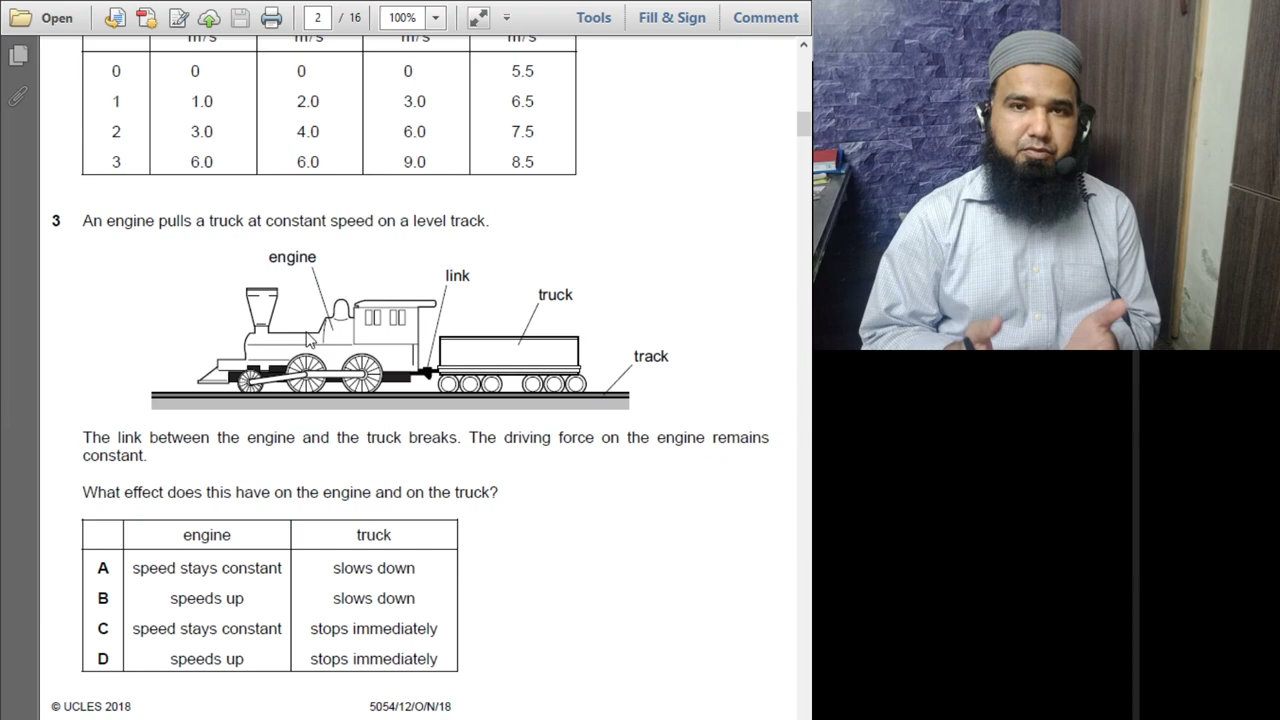 Open
2 / 16
100%
Tools
Fill & Sign
Comment
m/s m/s m/s m/s
0 0 0 0 5.5
1 1.0 2.0 3.0 6.5
2 3.0 4.0 6.0 7.5
3 6.0 6.0 9.0 8.5
3 An engine pulls a truck at constant speed on a level track.
engine
link
truck
track
The link between the engine and the truck breaks. The driving force on the engine remains
constant.
What effect does this have on the engine and on the truck?
engine truck
A speed stays constant slows down
B speeds up slows down
C speed stays constant stops immediately
D speeds up stops immediately
© UCLES 2018 5054/12/O/N/18